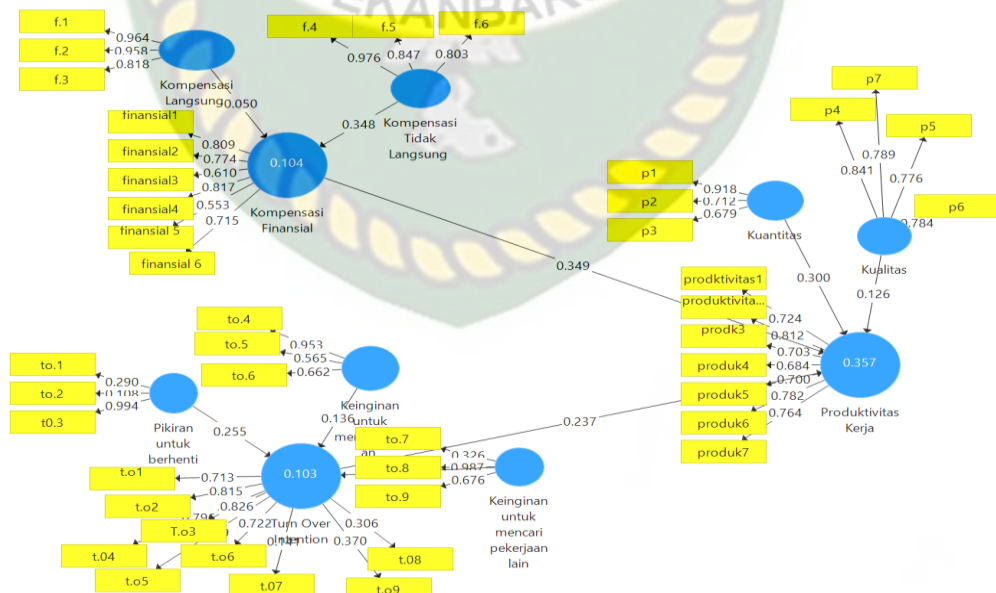 EKANBARU
f.1
f.2
f.3
0.964
0.958
0.818
Kompensasi
Langsung
0.050
f.4
f.5
f.6
0.976
0.847
0.803
Kompensasi
Tidak
Langsung
0.348
finansial1
finansial2
finansial3
finansial4
finansial 5
finansial 6
0.809
0.774
0.610
0.817
0.553
0.715
0.104
Kompensasi
Finansial
0.349
p1
p2
p3
0.918
0.712
0.679
Kuantitas
0.300
p7
p4
p5
p6
0.841
0.789
0.776
0.784
Kualitas
0.126
prodktivitas1
produktivita...
prodk3
produk4
produk5
produk6
produk7
0.724
0.812
0.703
0.684
0.700
0.782
0.764
0.357
Produktivitas
Kerja
to.4
to.5
to.6
0.953
0.565
0.662
Keinginan
untuk
an
0.136
to.1
to.2
t0.3
0.290
0.108
0.994
Pikiran
untuk
berhenti
0.255
0.237
to.7
to.8
to.9
0.326
0.987
0.676
Keinginan
untuk
mencari
pekerjaan
lain
0.103
Turn Over
Intention
t.o1
t.o2
T.o3
t.04
t.o5
t.o6
t.07
t.08
t.o9
0.713
0.815
0.826
0.722
0.306
0.370